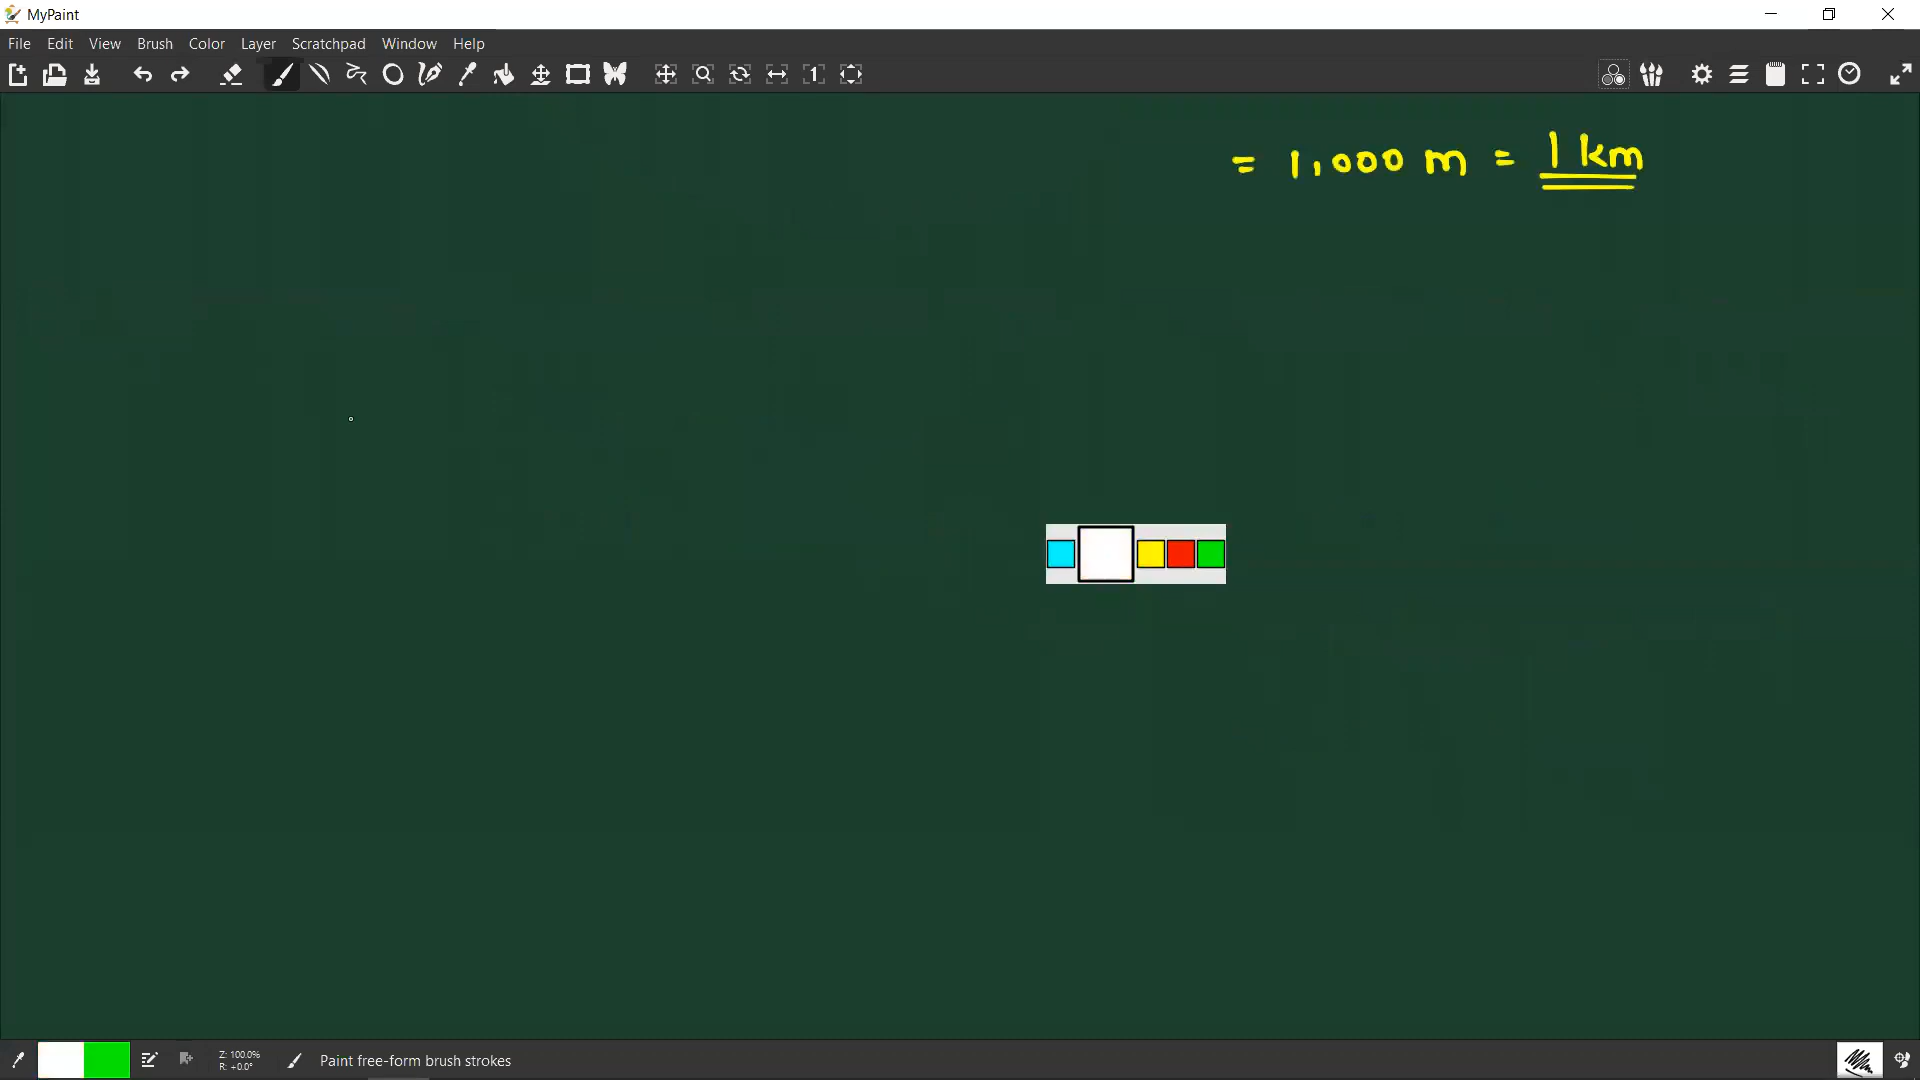 MyPaint
File Edit View Brush Color Layer Scratchpad Window Help
= 1,000 m = 1 km
Z: 100.0%
R: +0.0°
Paint free-form brush strokes